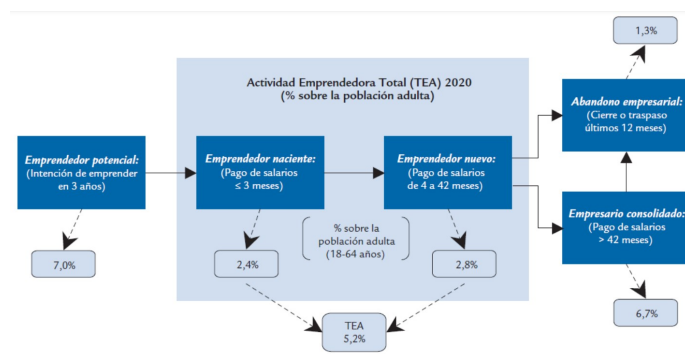 1,3%
Actividad Emprendedora Total (TEA) 2020
(% sobre la población adulta)
Abandono empresarial:
(Cierre o traspaso
últimos 12 meses)
Emprendedor potencial:
(Intención de emprender
en 3 años)
Emprendedor naciente:
(Pago de salarios
≤ 3 meses)
Emprendedor nuevo:
(Pago de salarios
de 4 a 42 meses)
Empresario consolidado:
(Pago de salarios
> 42 meses)
% sobre la
población adulta
(18-64 años)
7,0%
2,4%
2,8%
TEA
5,2%
6,7%